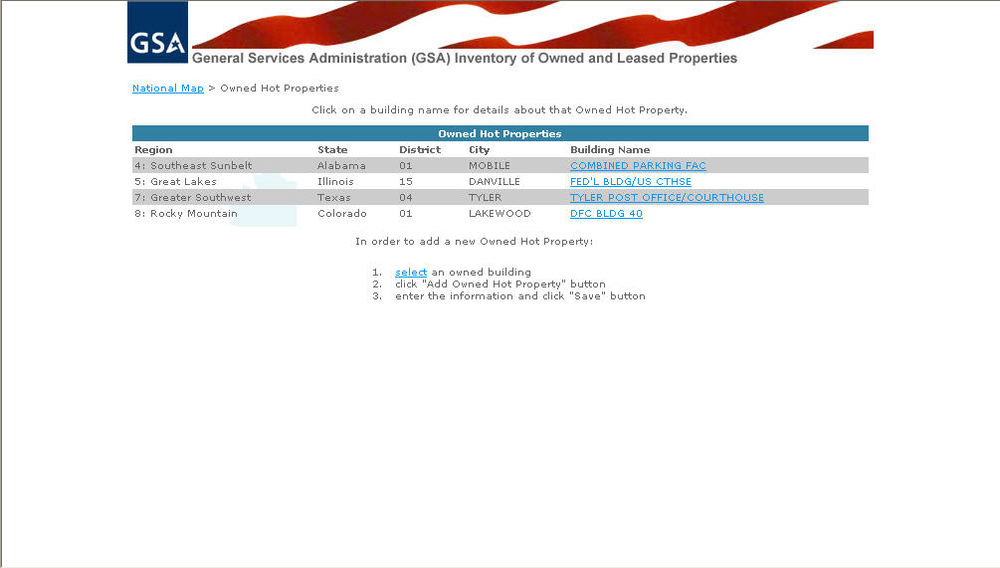 GSA
General Services Administration (GSA) Inventory of Owned and Leased Properties
National Map > Owned Hot Properties
Click on a building name for details about that Owned Hot Property.
Owned Hot Properties
Region State District City Building Name
4: Southeast Sunbelt Alabama 01 MOBILE COMBINED PARKING FAC
5: Great Lakes Illinois 15 DANVILLE FED'L BLDG/US CTHSE
7: Greater Southwest Texas 04 TYLER TYLER POST OFFICE/COURTHOUSE
8: Rocky Mountain Colorado 01 LAKEWOOD DFC BLDG 40
In order to add a new Owned Hot Property:
1. select an owned building
2. click "Add Owned Hot Property" button
3. enter the information and click "Save" button